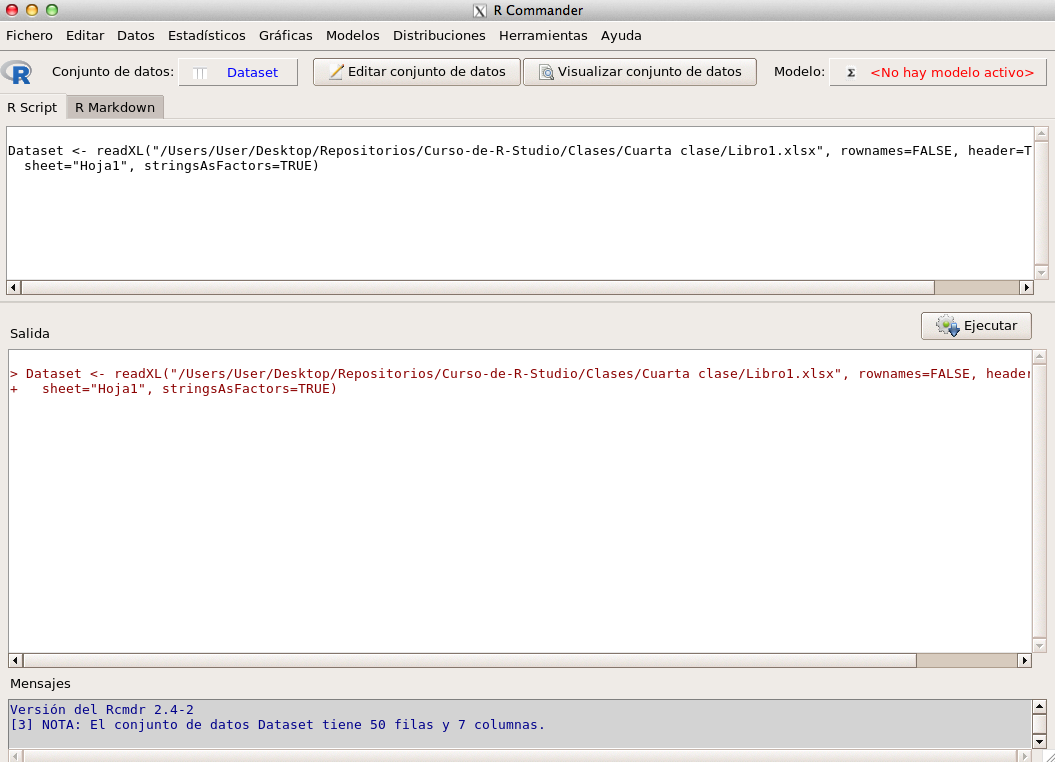 R Commander
Fichero Editar Datos Estadísticos Gráficas Modelos Distribuciones Herramientas Ayuda
R Conjunto de datos: Dataset Editar conjunto de datos Visualizar conjunto de datos Modelo: Σ <No hay modelo activo>
R Script R Markdown
Dataset <- readXL("/Users/User/Desktop/Repositorios/Curso-de-R-Studio/Clases/Cuarta clase/Libro1.xlsx", rownames=FALSE, header=T
sheet="Hoja1", stringsAsFactors=TRUE)
Ejecutar
Salida
> Dataset <- readXL("/Users/User/Desktop/Repositorios/Curso-de-R-Studio/Clases/Cuarta clase/Libro1.xlsx", rownames=FALSE, header
+ sheet="Hoja1", stringsAsFactors=TRUE)
Mensajes
Versión del Rcmdr 2.4-2
[3] NOTA: El conjunto de datos Dataset tiene 50 filas y 7 columnas.